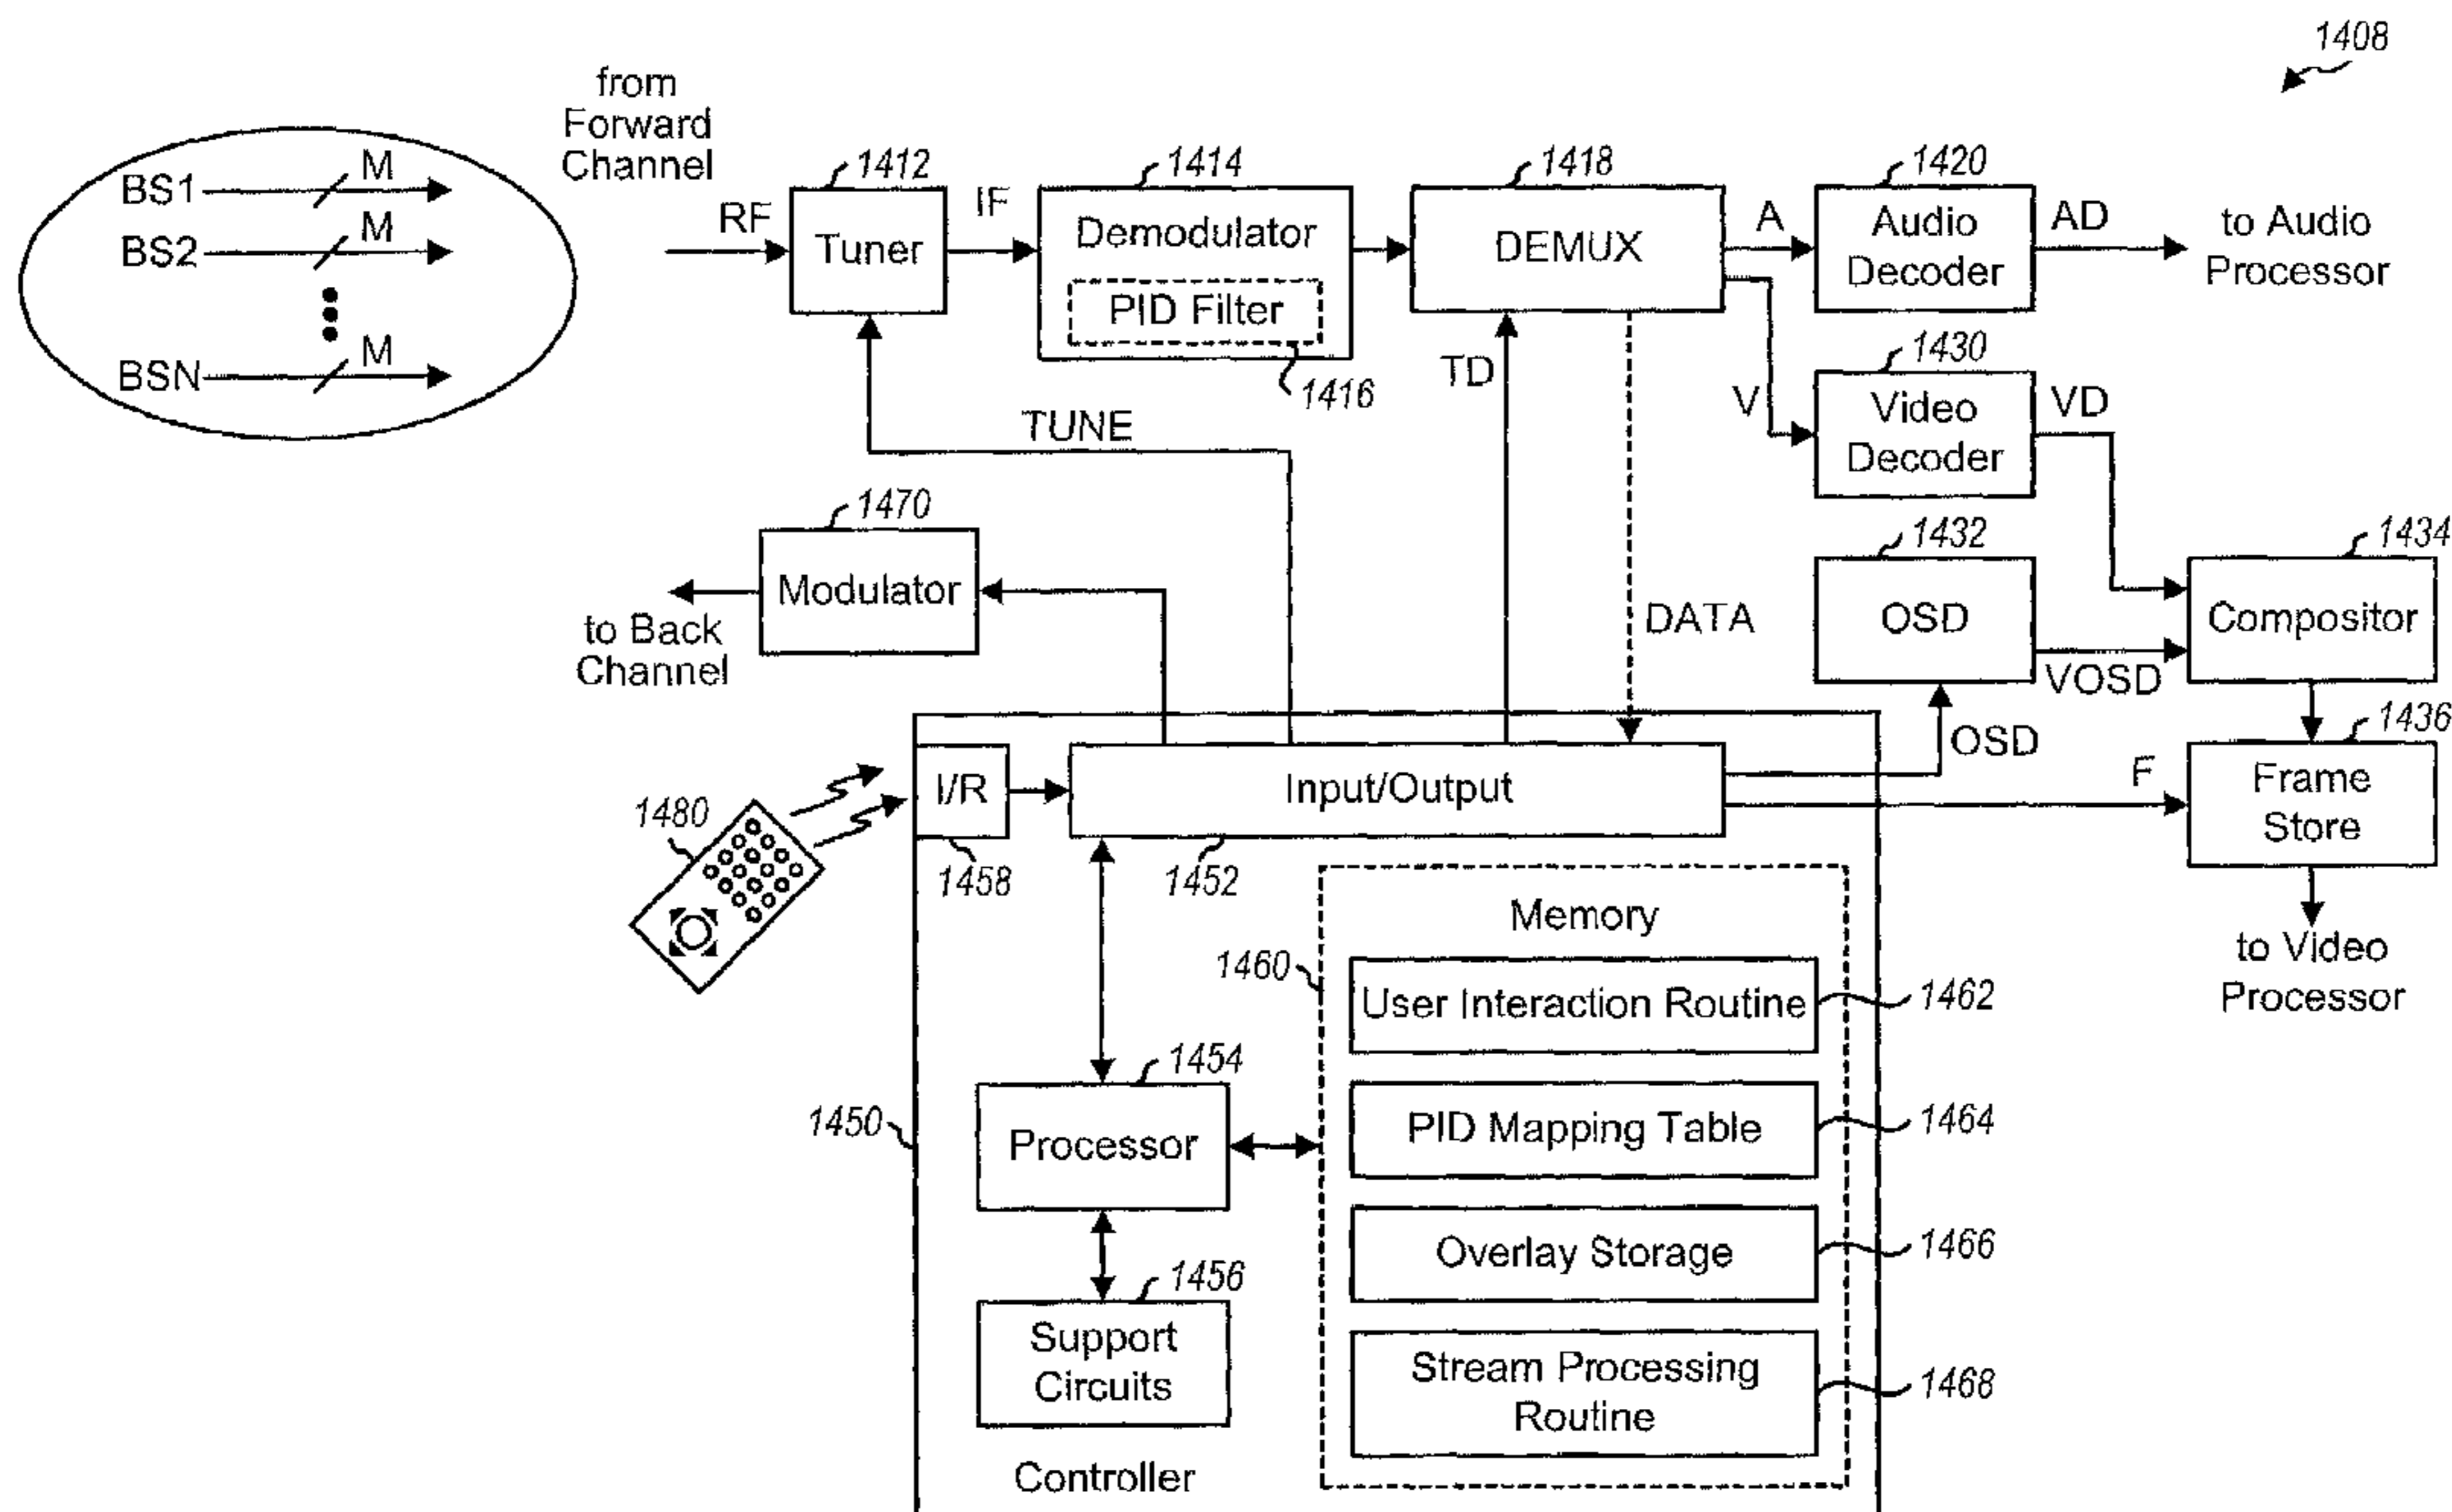 1408
from
Forward
Channel
BS1
M
BS2
M
BSN
M
RF
1412
Tuner
IF
1414
Demodulator
PID Filter
1416
1418
DEMUX
A
1420
Audio
Decoder
AD
to Audio
Processor
V
1430
Video
Decoder
VD
TUNE
TD
DATA
1470
Modulator
to Back
Channel
1432
OSD
VOSD
1434
Compositor
OSD
1436
Frame
Store
F
to Video
Processor
1480
I/R
1458
Input/Output
1452
1450
1454
Processor
1456
Support
Circuits
Controller
1460
Memory
User Interaction Routine
1462
PID Mapping Table
1464
Overlay Storage
1466
Stream Processing
Routine
1468